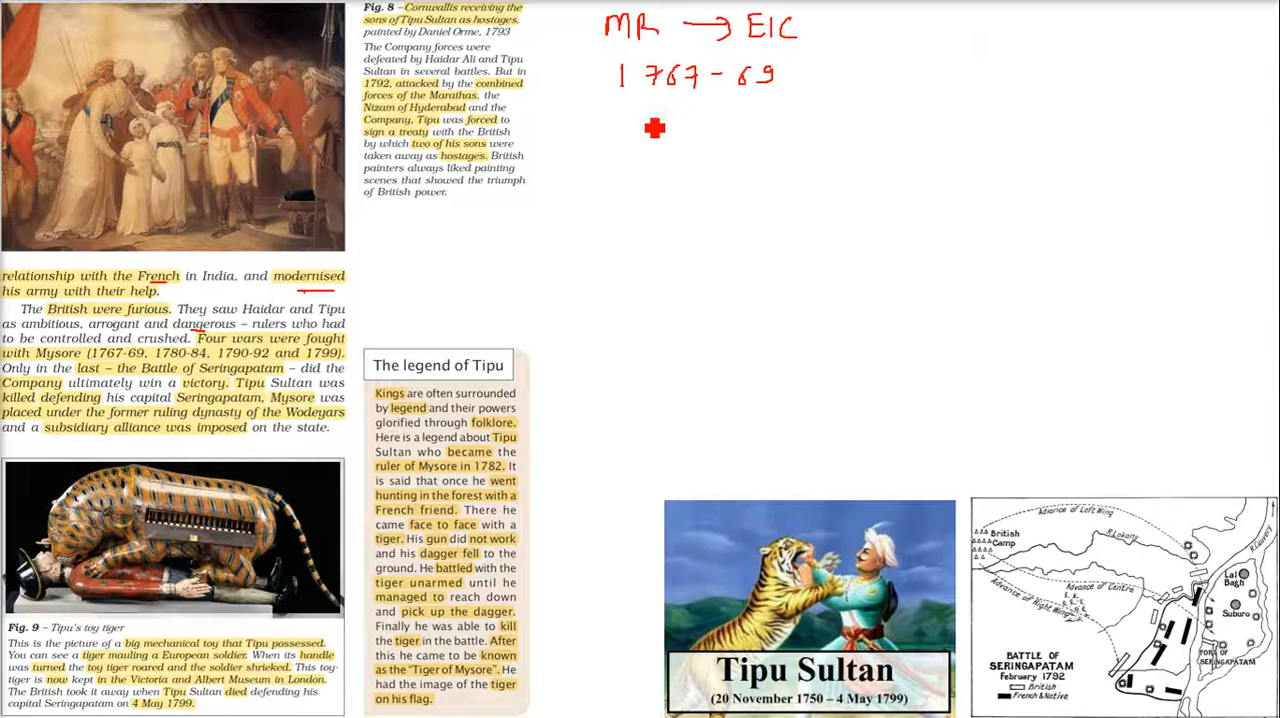 Fig. 8 – Cornwallis receiving the
sons of Tipu Sultan as hostages,
painted by Daniel Orme, 1793
The Company forces were
defeated by Haidar Ali and Tipu
Sultan in several battles. But in
1792, attacked by the combined
forces of the Marathas, the
Nizam of Hyderabad and the
Company, Tipu was forced to
sign a treaty with the British
by which two of his sons were
taken away as hostages. British
painters always liked painting
scenes that showed the triumph
of British power.
MR → EIC
1767-69
relationship with the French in India, and modernised
his army with their help.
The British were furious. They saw Haidar and Tipu
as ambitious, arrogant and dangerous – rulers who had
to be controlled and crushed. Four wars were fought
with Mysore (1767-69, 1780-84, 1790-92 and 1799).
Only in the last – the Battle of Seringapatam – did the
Company ultimately win a victory. Tipu Sultan was
killed defending his capital Seringapatam, Mysore was
placed under the former ruling dynasty of the Wodeyars
and a subsidiary alliance was imposed on the state.
Fig. 9 – Tipu's toy tiger
This is the picture of a big mechanical toy that Tipu possessed.
You can see a tiger mauling a European soldier. When its handle
was turned the toy tiger roared and the soldier shrieked. This toy-
tiger is now kept in the Victoria and Albert Museum in London.
The British took it away when Tipu Sultan died defending his
capital Seringapatam on 4 May 1799.
The legend of Tipu
Kings are often surrounded
by legend and their powers
glorified through folklore.
Here is a legend about Tipu
Sultan who became the
ruler of Mysore in 1782. It
is said that once he went
hunting in the forest with a
French friend. There he
came face to face with a
tiger. His gun did not work
and his dagger fell to the
ground. He battled with the
tiger unarmed until he
managed to reach down
and pick up the dagger.
Finally he was able to kill
the tiger in the battle. After
this he came to be known
as the "Tiger of Mysore". He
had the image of the tiger
on his flag.
Tipu Sultan
(20 November 1750 – 4 May 1799)
Advance of Left Wing
British
Camp
R. Lokany
R. Cauvery
Advance of Centre
Advance of Right Wing
Lal
Bagh
Suburb
FORT OF
SERINGAPATAM
BATTLE OF
SERINGAPATAM
February 1792
British
French & Native